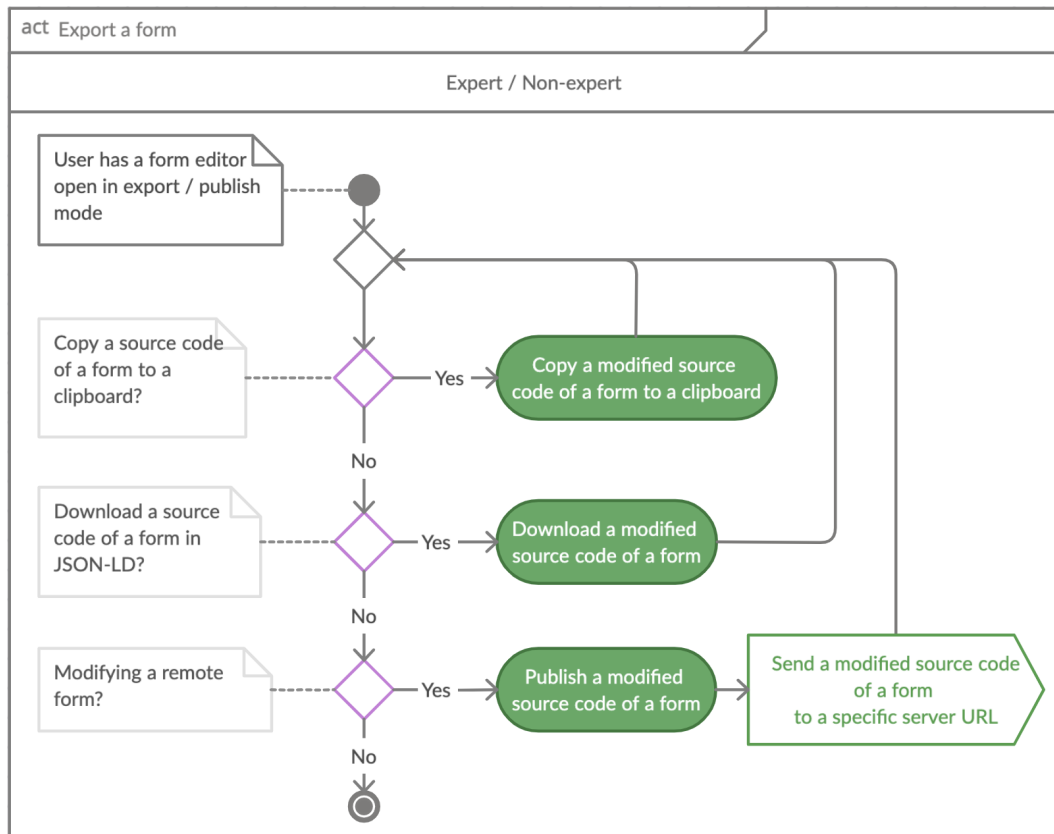 act Export a form
Expert / Non-expert
User has a form editor
open in export / publish
mode
Copy a source code
of a form to a
clipboard?
Yes
Copy a modified source
code of a form to a clipboard
No
Download a source
code of a form in
JSON-LD?
Yes
Download a modified
source code of a form
No
Modifying a remote
form?
Yes
Publish a modified
source code of a form
Send a modified source code
of a form
to a specific server URL
No